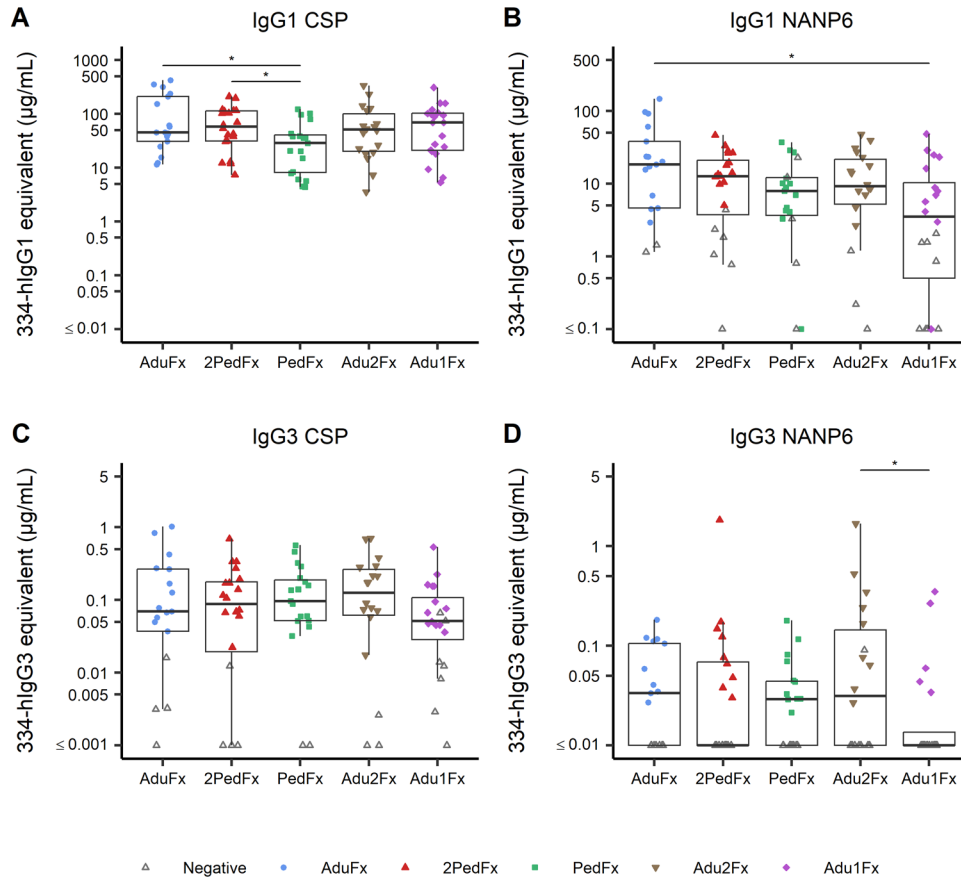 A
IgG1 CSP
334-hIgG1 equivalent (µg/mL)
1000
500
100
50
10
5
1
0.5
0.1
0.05
≤ 0.01
*
*
AduFx 2PedFx PedFx Adu2Fx Adu1Fx
B
IgG1 NANP6
334-hIgG1 equivalent (µg/mL)
500
100
50
10
5
1
0.5
≤ 0.1
*
AduFx 2PedFx PedFx Adu2Fx Adu1Fx
C
IgG3 CSP
334-hIgG3 equivalent (µg/mL)
5
1
0.5
0.1
0.05
0.01
0.005
≤ 0.001
AduFx 2PedFx PedFx Adu2Fx Adu1Fx
D
IgG3 NANP6
334-hIgG3 equivalent (µg/mL)
5
1
0.5
0.1
0.05
≤ 0.01
*
AduFx 2PedFx PedFx Adu2Fx Adu1Fx
Negative AduFx 2PedFx PedFx Adu2Fx Adu1Fx